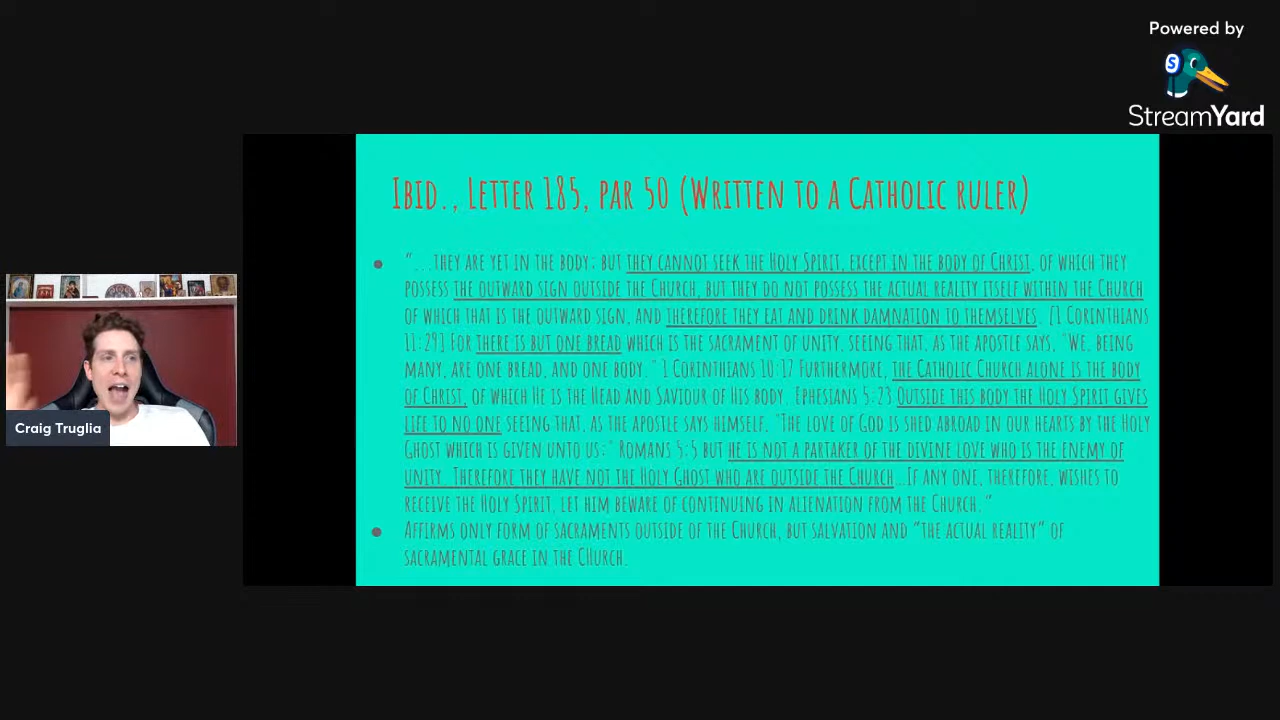 Powered by
StreamYard
IBID., LETTER 185, PAR 50 (WRITTEN TO A CATHOLIC RULER)
● "...THEY ARE YET IN THE BODY; BUT THEY CANNOT SEEK THE HOLY SPIRIT, EXCEPT IN THE BODY OF CHRIST, OF WHICH THEY
POSSESS THE OUTWARD SIGN OUTSIDE THE CHURCH, BUT THEY DO NOT POSSESS THE ACTUAL REALITY ITSELF WITHIN THE CHURCH
OF WHICH THAT IS THE OUTWARD SIGN, AND THEREFORE THEY EAT AND DRINK DAMNATION TO THEMSELVES. [1 CORINTHIANS
11:29] FOR THERE IS BUT ONE BREAD WHICH IS THE SACRAMENT OF UNITY, SEEING THAT, AS THE APOSTLE SAYS, "WE, BEING
MANY, ARE ONE BREAD, AND ONE BODY." 1 CORINTHIANS 10:17 FURTHERMORE, THE CATHOLIC CHURCH ALONE IS THE BODY
OF CHRIST, OF WHICH HE IS THE HEAD AND SAVIOUR OF HIS BODY. EPHESIANS 5:23 OUTSIDE THIS BODY THE HOLY SPIRIT GIVES
LIFE TO NO ONE SEEING THAT, AS THE APOSTLE SAYS HIMSELF, "THE LOVE OF GOD IS SHED ABROAD IN OUR HEARTS BY THE HOLY
GHOST WHICH IS GIVEN UNTO US;" ROMANS 5:5 BUT HE IS NOT A PARTAKER OF THE DIVINE LOVE WHO IS THE ENEMY OF
UNITY. THEREFORE THEY HAVE NOT THE HOLY GHOST WHO ARE OUTSIDE THE CHURCH...IF ANY ONE, THEREFORE, WISHES TO
RECEIVE THE HOLY SPIRIT, LET HIM BEWARE OF CONTINUING IN ALIENATION FROM THE CHURCH."
● AFFIRMS ONLY FORM OF SACRAMENTS OUTSIDE OF THE CHURCH, BUT SALVATION AND "THE ACTUAL REALITY" OF
SACRAMENTAL GRACE IN THE CHURCH.
Craig Truglia